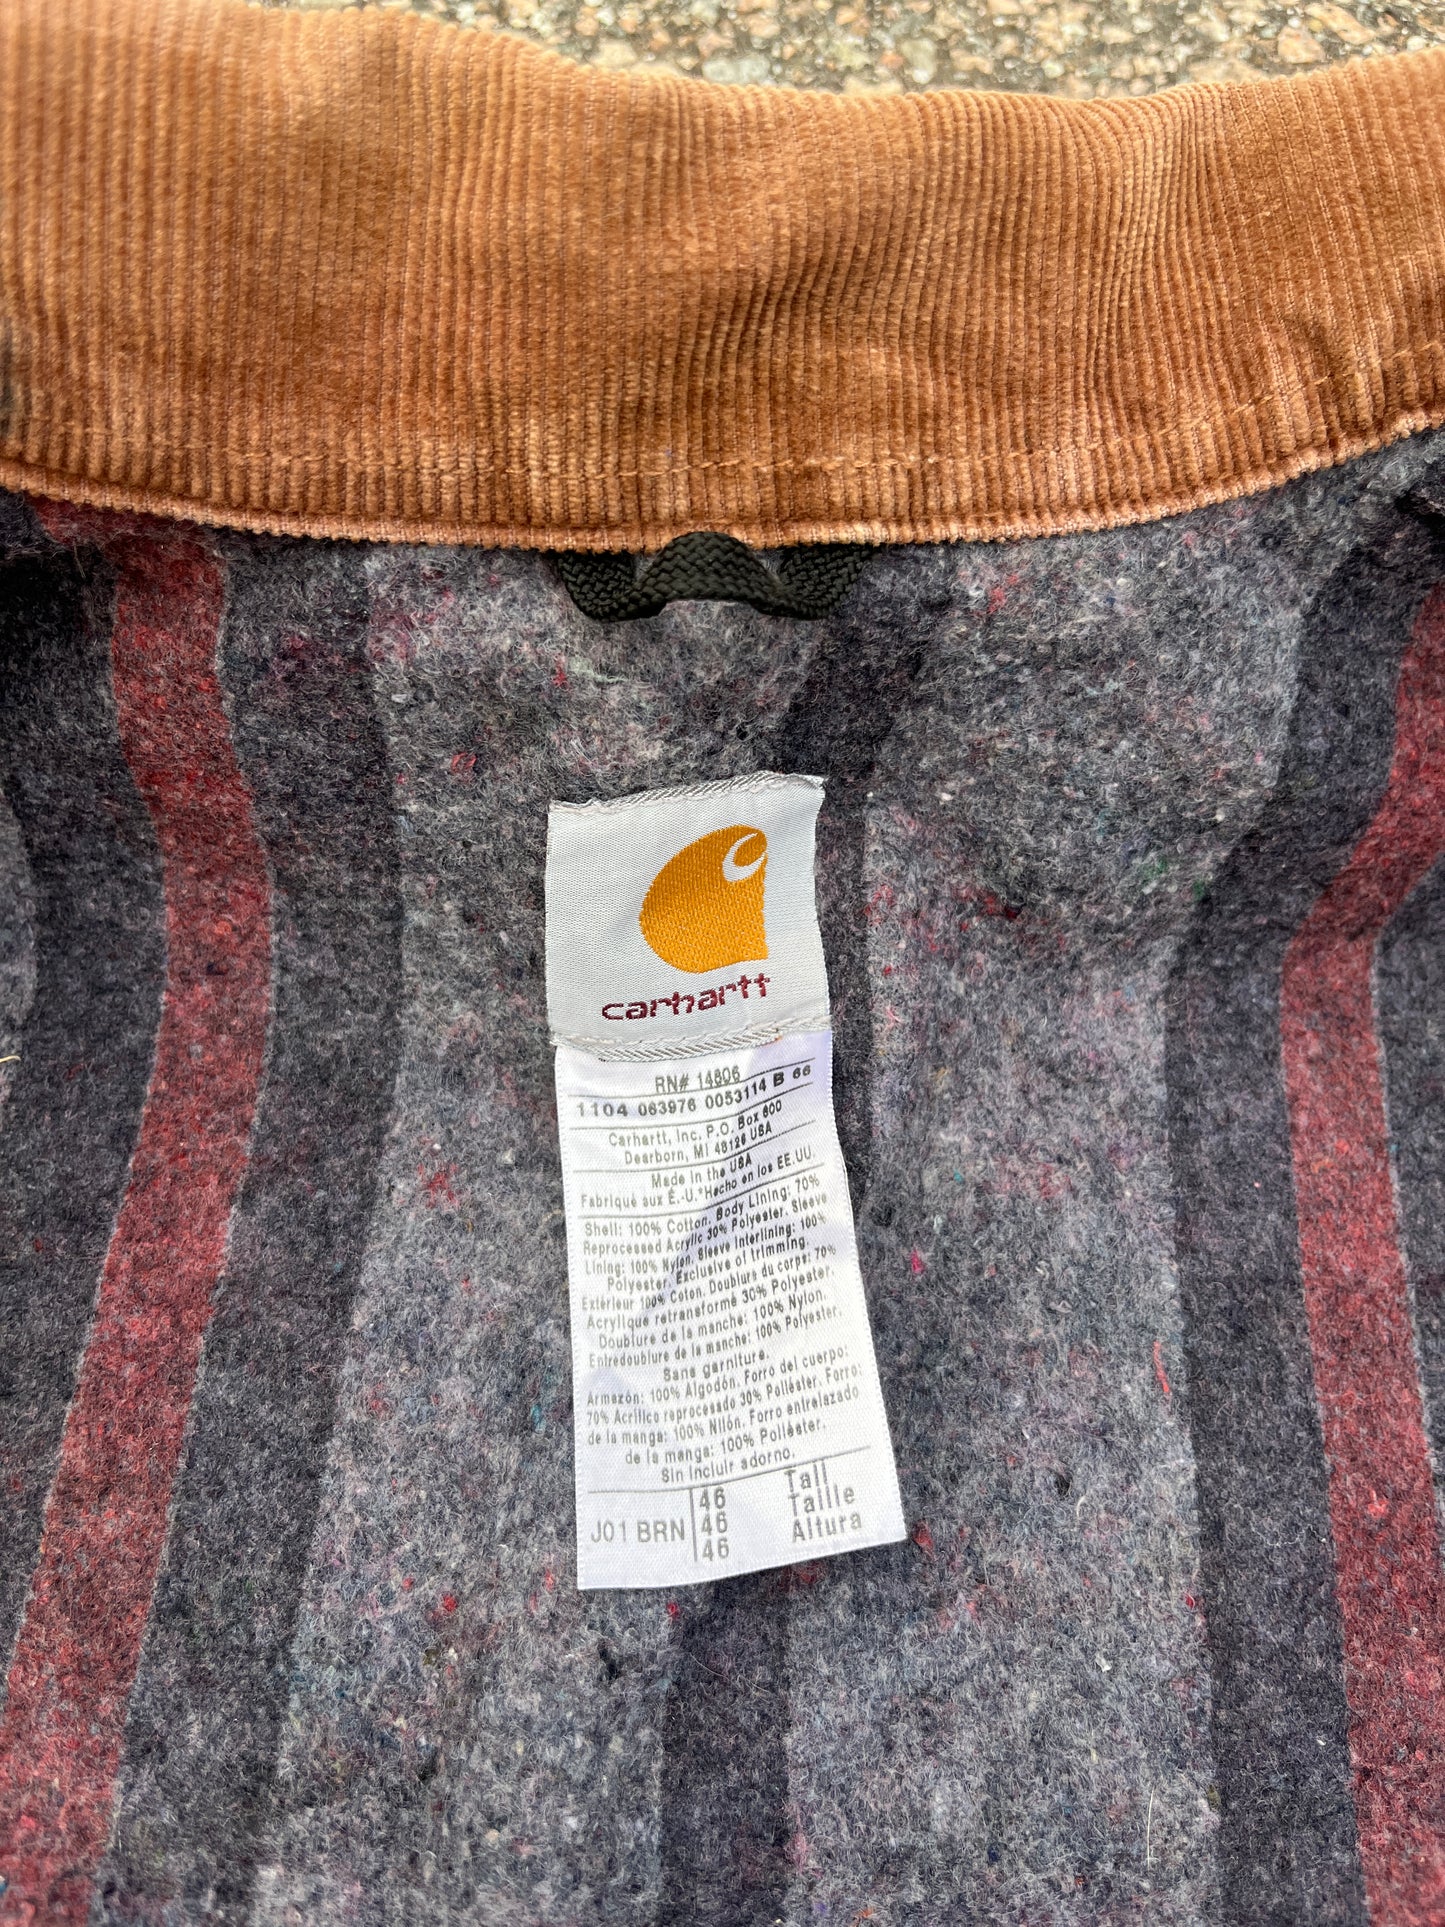 carhartt
RN# 14806
1104 063976 0053114 B 66
Carhartt, Inc. P.O. Box 600
Dearborn, MI 48126 USA
Made in the USA
Fabriqué aux É.-U.*Hecho en los EE.UU.
Shell: 100% Cotton. Body Lining: 70%
Reprocessed Acrylic 30% Polyester. Sleeve
Lining: 100% Nylon. Sleeve Interlining: 100%
Polyester. Exclusive of trimming.
Extérieur 100% Coton. Doublure du corps: 70%
Acryllque retransformé 30% Polyester.
Doublure de la manche: 100% Nylon.
Entredoublure de la manche: 100% Polyester.
Sans garniture.
Armazón: 100% Algodón. Forro del cuerpo:
70% Acrílico reprocesado 30% Poliéster. Forro:
de la manga: 100% Nilón. Forro entrelazado
de la manga: 100% Poliéster.
Sin incluir adorno.
J01 BRN
46 Tall
46 Taille
46 Altura